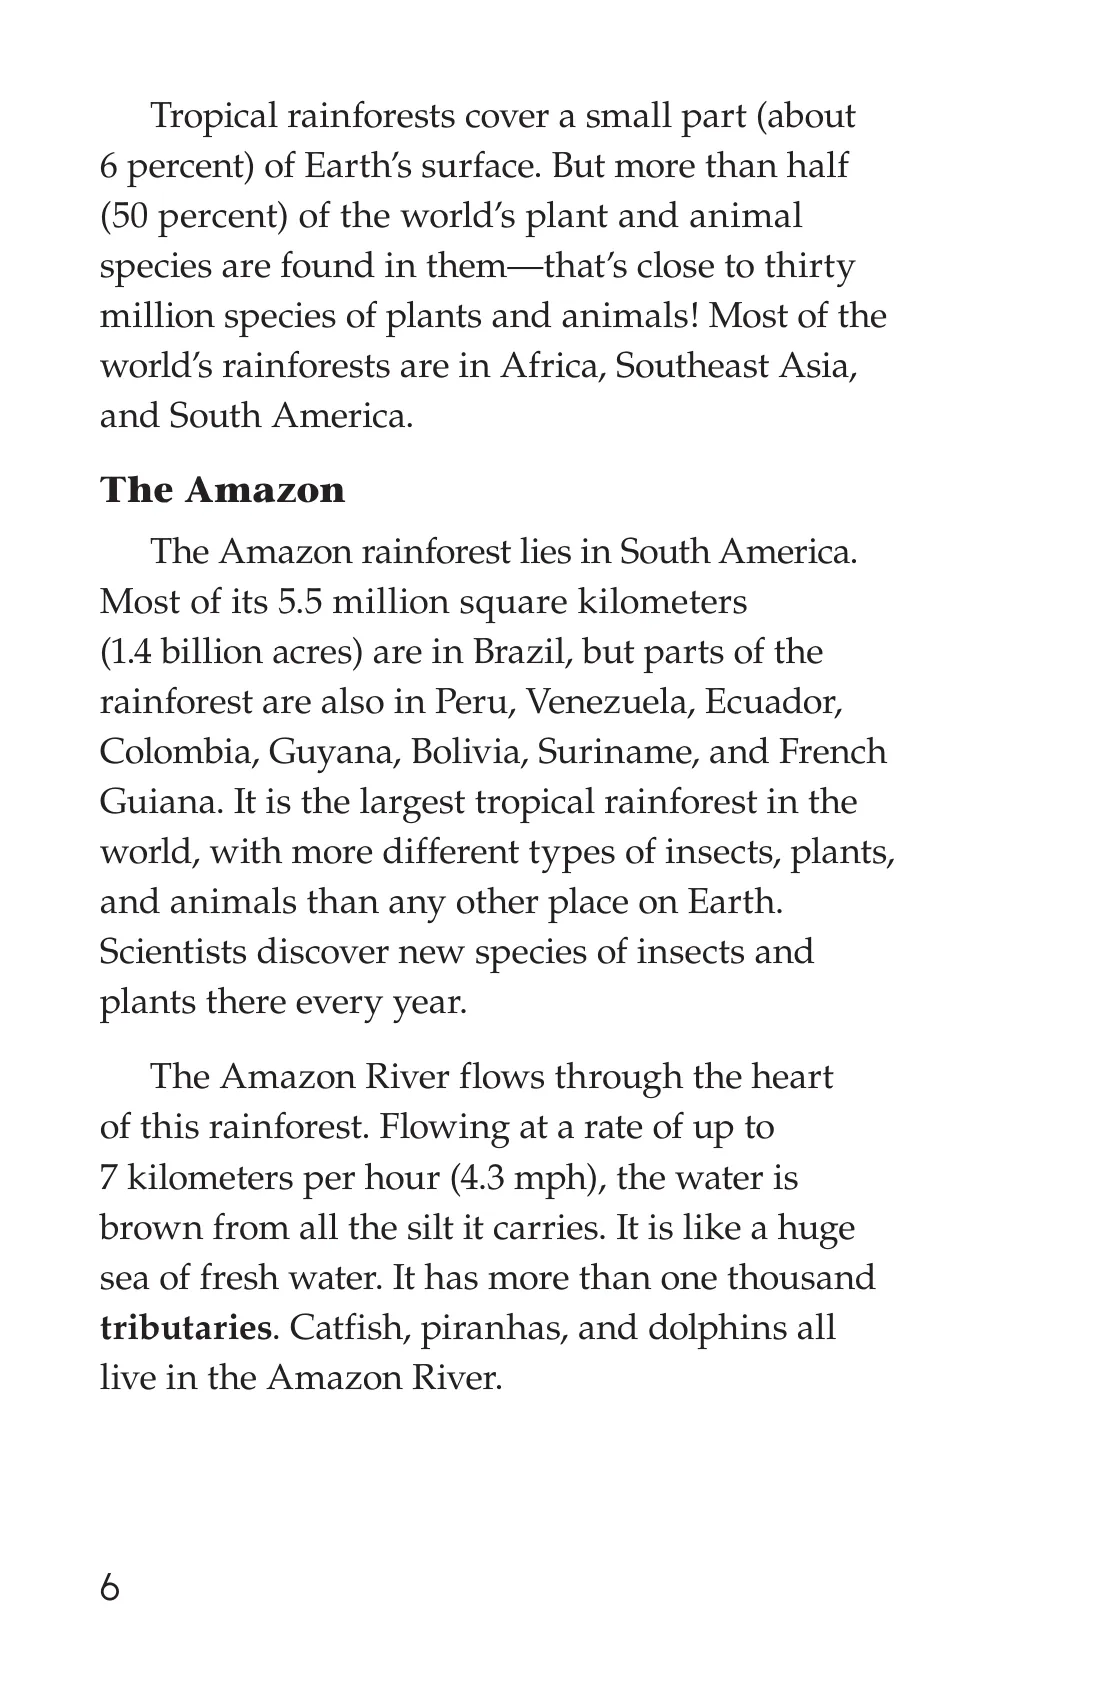 Tropical rainforests cover a small part (about
6 percent) of Earth’s surface. But more than half
(50 percent) of the world’s plant and animal
species are found in them—that’s close to thirty
million species of plants and animals! Most of the
world’s rainforests are in Africa, Southeast Asia,
and South America.
The Amazon
The Amazon rainforest lies in South America.
Most of its 5.5 million square kilometers
(1.4 billion acres) are in Brazil, but parts of the
rainforest are also in Peru, Venezuela, Ecuador,
Colombia, Guyana, Bolivia, Suriname, and French
Guiana. It is the largest tropical rainforest in the
world, with more different types of insects, plants,
and animals than any other place on Earth.
Scientists discover new species of insects and
plants there every year.
The Amazon River flows through the heart
of this rainforest. Flowing at a rate of up to
7 kilometers per hour (4.3 mph), the water is
brown from all the silt it carries. It is like a huge
sea of fresh water. It has more than one thousand
tributaries. Catfish, piranhas, and dolphins all
live in the Amazon River.
6